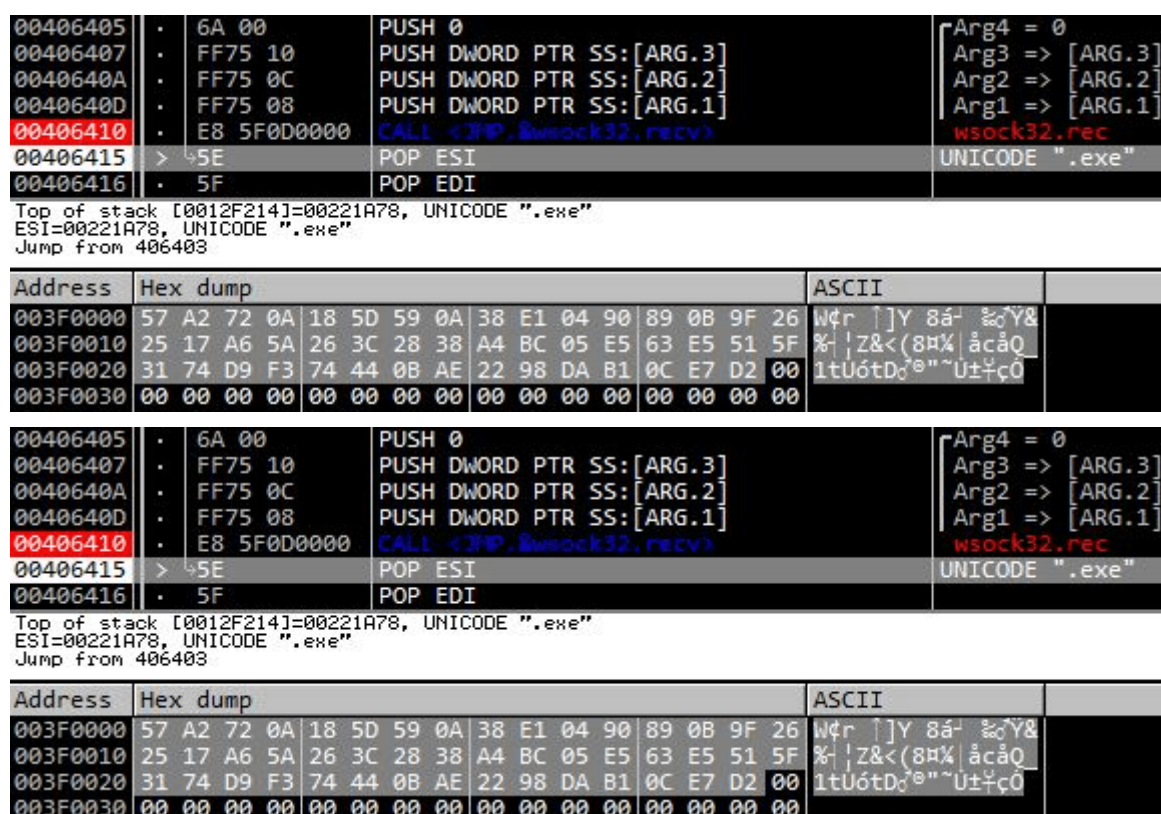 00406405 · 6A 00 PUSH 0 Arg4 = 0
00406407 · FF75 10 PUSH DWORD PTR SS:[ARG.3] Arg3 => [ARG.3]
0040640A · FF75 0C PUSH DWORD PTR SS:[ARG.2] Arg2 => [ARG.2]
0040640D · FF75 08 PUSH DWORD PTR SS:[ARG.1] Arg1 => [ARG.1]
00406410 · E8 5F0D0000 CALL <JMP.&wsock32.recv> wsock32.rec
00406415 > 5E POP ESI UNICODE ".exe"
00406416 · 5F POP EDI
Top of stack [0012F214]=00221A78, UNICODE ".exe"
ESI=00221A78, UNICODE ".exe"
Jump from 406403
Address Hex dump ASCII
003F0000 57 A2 72 0A 18 5D 59 0A 38 E1 04 90 89 0B 9F 26 W¢r ↑]Y 8á ‰♂Ÿ&
003F0010 25 17 A6 5A 26 3C 28 38 A4 BC 05 E5 63 E5 51 5F %¦Z&<(8¤¼ åcåQ_
003F0020 31 74 D9 F3 74 44 0B AE 22 98 DA B1 0C E7 D2 00 1tÙótD♂®"˜Ú±♀çÒ
003F0030 00 00 00 00 00 00 00 00 00 00 00 00 00 00 00 00
00406405 · 6A 00 PUSH 0 Arg4 = 0
00406407 · FF75 10 PUSH DWORD PTR SS:[ARG.3] Arg3 => [ARG.3]
0040640A · FF75 0C PUSH DWORD PTR SS:[ARG.2] Arg2 => [ARG.2]
0040640D · FF75 08 PUSH DWORD PTR SS:[ARG.1] Arg1 => [ARG.1]
00406410 · E8 5F0D0000 CALL <JMP.&wsock32.recv> wsock32.rec
00406415 > 5E POP ESI UNICODE ".exe"
00406416 · 5F POP EDI
Top of stack [0012F214]=00221A78, UNICODE ".exe"
ESI=00221A78, UNICODE ".exe"
Jump from 406403
Address Hex dump ASCII
003F0000 57 A2 72 0A 18 5D 59 0A 38 E1 04 90 89 0B 9F 26 W¢r ↑]Y 8á ‰♂Ÿ&
003F0010 25 17 A6 5A 26 3C 28 38 A4 BC 05 E5 63 E5 51 5F %¦Z&<(8¤¼ åcåQ_
003F0020 31 74 D9 F3 74 44 0B AE 22 98 DA B1 0C E7 D2 00 1tÙótD♂®"˜Ú±♀çÒ
003F0030 00 00 00 00 00 00 00 00 00 00 00 00 00 00 00 00